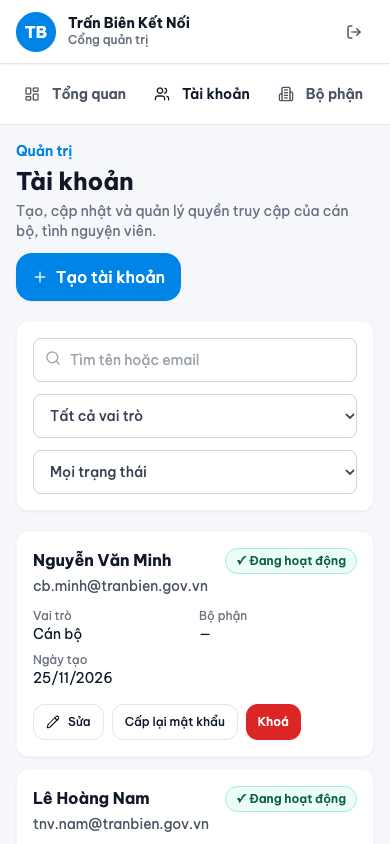 TB
Trấn Biên Kết Nối
Cổng quản trị
Tổng quan
Tài khoản
Bộ phận
Quản trị
Tài khoản
Tạo, cập nhật và quản lý quyền truy cập của cán
bộ, tình nguyện viên.
+ Tạo tài khoản
Tìm tên hoặc email
Tất cả vai trò
Mọi trạng thái
Nguyễn Văn Minh
✓ Đang hoạt động
cb.minh@tranbien.gov.vn
Vai trò
Bộ phận
Cán bộ
—
Ngày tạo
25/11/2026
Sửa
Cấp lại mật khẩu
Khoá
Lê Hoàng Nam
✓ Đang hoạt động
tnv.nam@tranbien.gov.vn